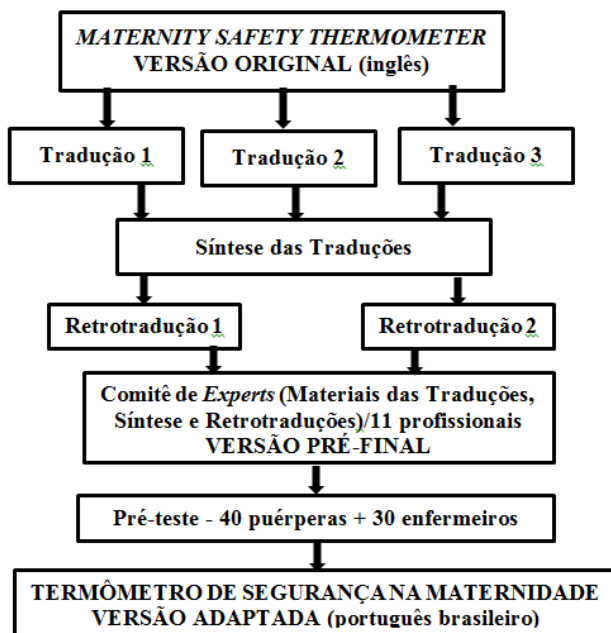 MATERNITY SAFETY THERMOMETER
VERSÃO ORIGINAL (inglês)
Tradução 1
Tradução 2
Tradução 3
Síntese das Traduções
Retrotradução 1
Retrotradução 2
Comitê de Experts (Materiais das Traduções,
Síntese e Retrotraduções)/11 profissionais
VERSÃO PRÉ-FINAL
Pré-teste - 40 puérperas + 30 enfermeiros
TERMÔMETRO DE SEGURANÇA NA MATERNIDADE
VERSÃO ADAPTADA (português brasileiro)